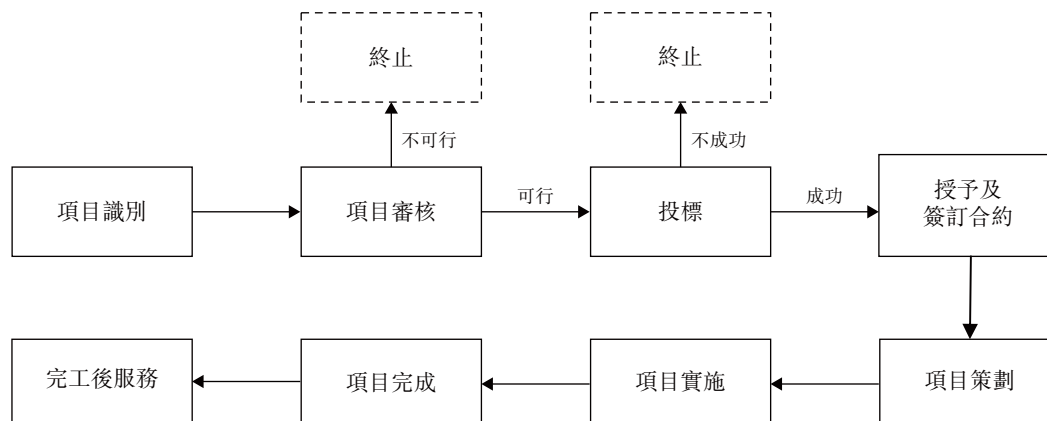 終止
終止
不可行
不成功
項目識別
項目審核
可行
投標
成功
授予及
簽訂合約
完工後服務
項目完成
項目實施
項目策劃